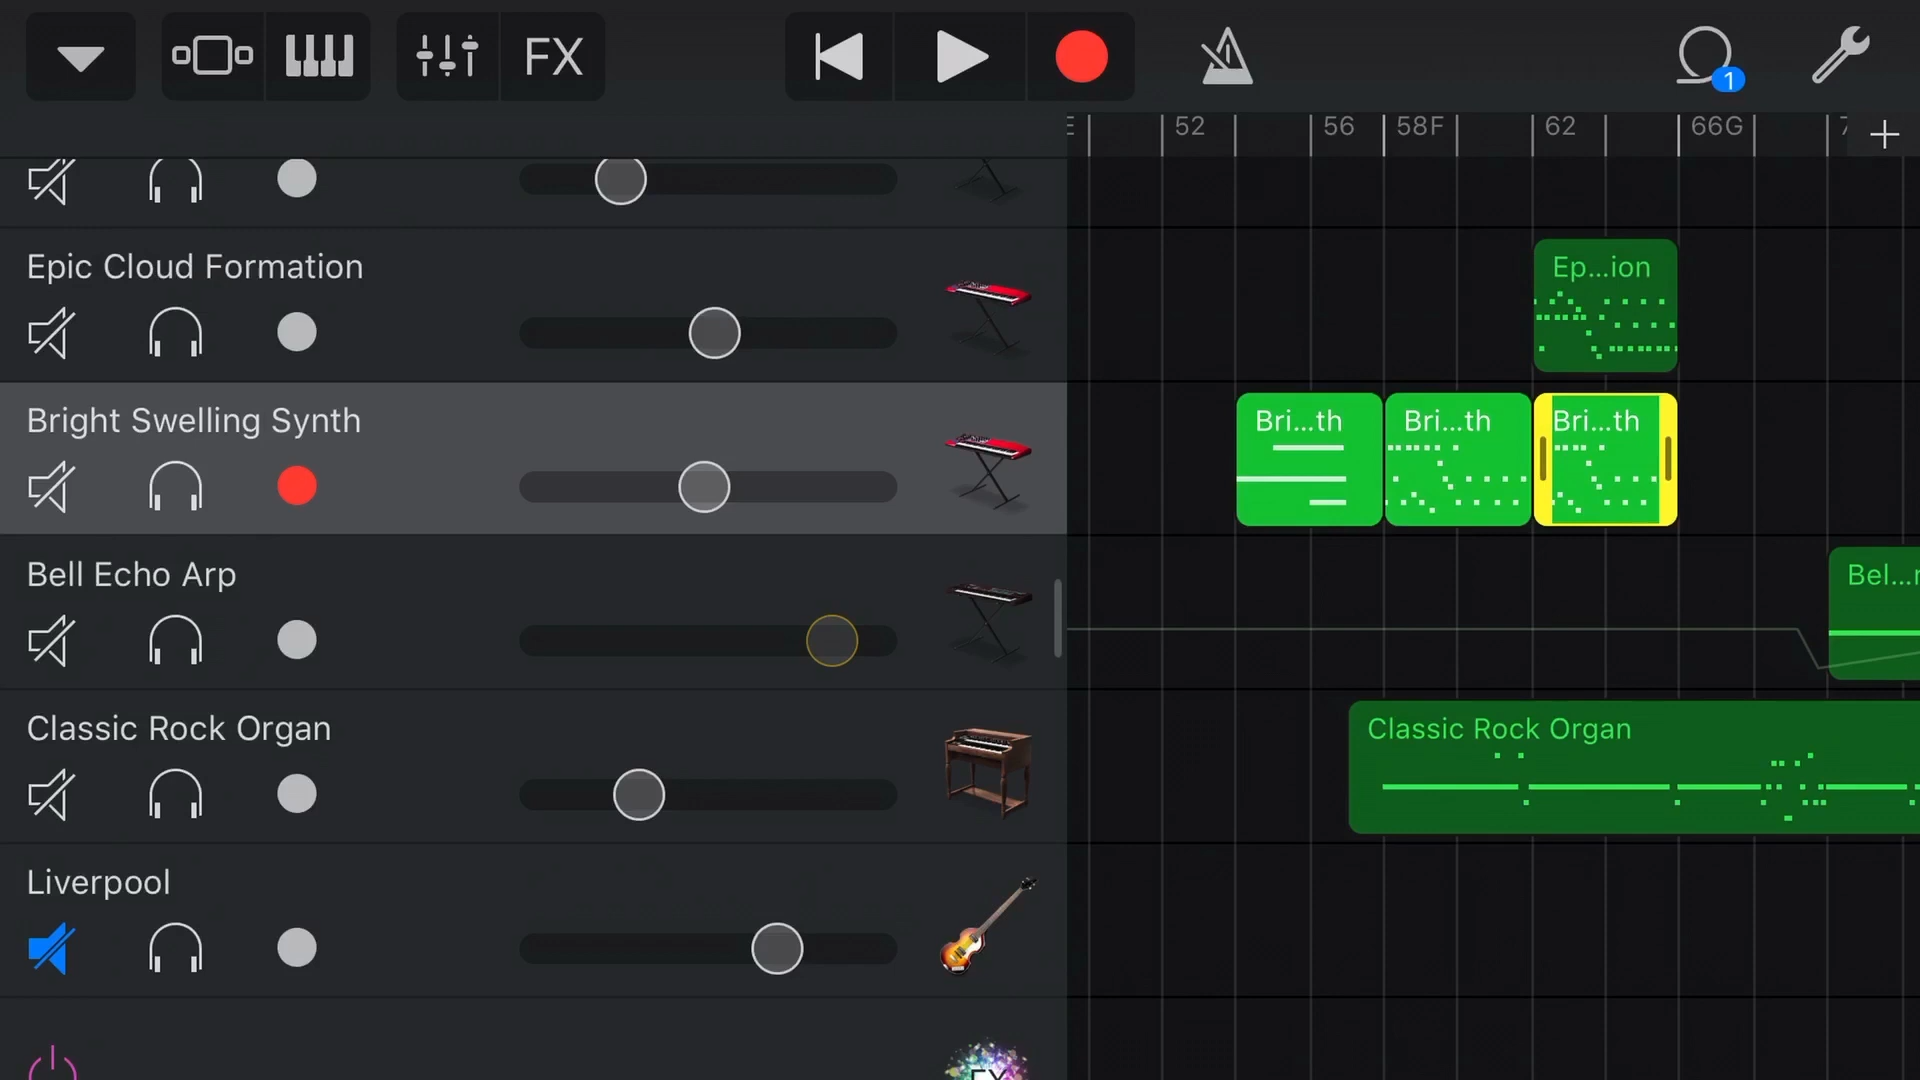 FX
1
52
56
58F
62
66G
Epic Cloud Formation
Ep...ion
Bright Swelling Synth
Bri...th
Bri...th
Bri...th
Bell Echo Arp
Classic Rock Organ
Classic Rock Organ
Liverpool